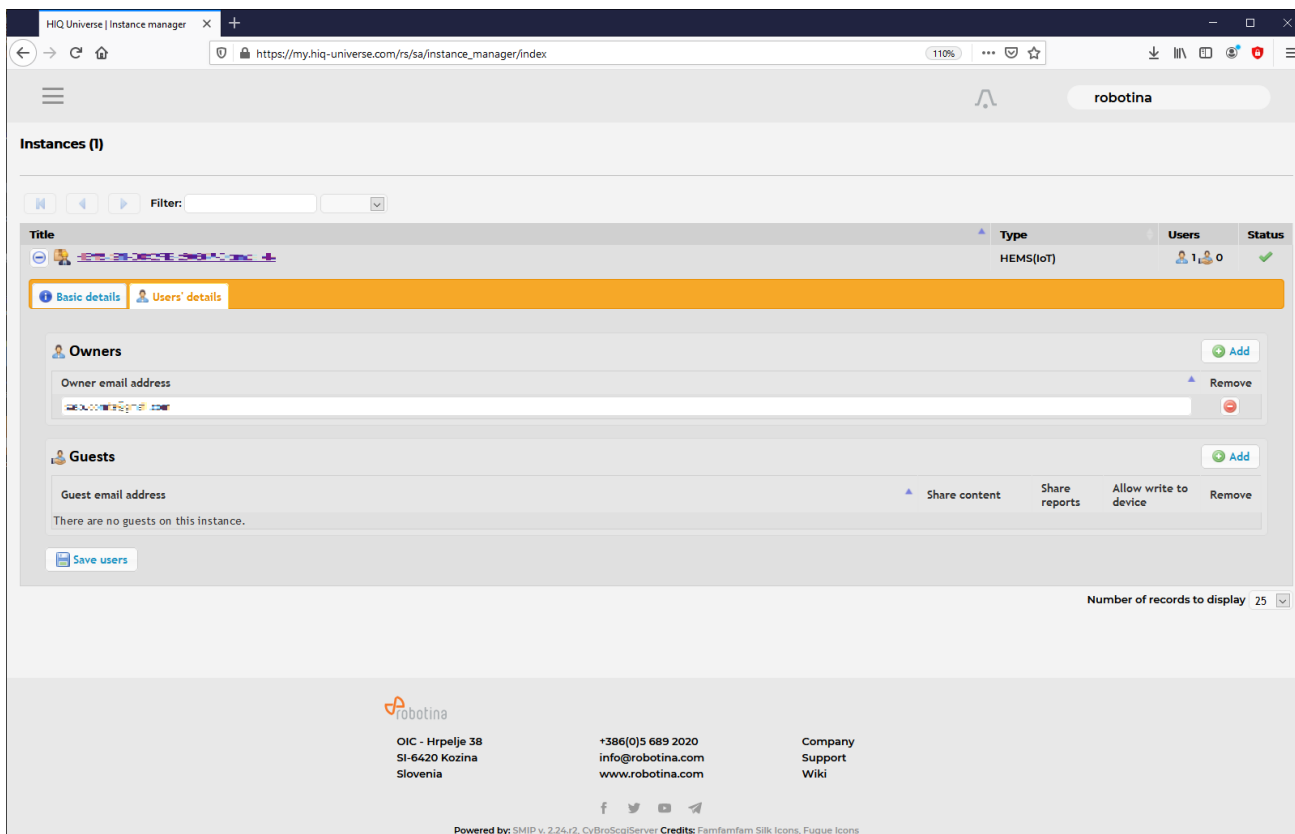 HIQ Universe | Instance manager
https://my.hiq-universe.com/rs/sa/instance_manager/index
110%
robotina
Instances (1)
Filter:
Title Type Users Status
HEMS(IoT) 1 0
Basic details Users' details
Owners Add
Owner email address Remove
Guests Add
Guest email address Share content Share reports Allow write to device Remove
There are no guests on this instance.
Save users
Number of records to display 25
robotina
OIC - Hrpelje 38 +386(0)5 689 2020 Company
SI-6420 Kozina info@robotina.com Support
Slovenia www.robotina.com Wiki
Powered by: SMIP v. 2.24.r2, CyBroScgiServer Credits: Famfamfam Silk Icons, Fugue Icons